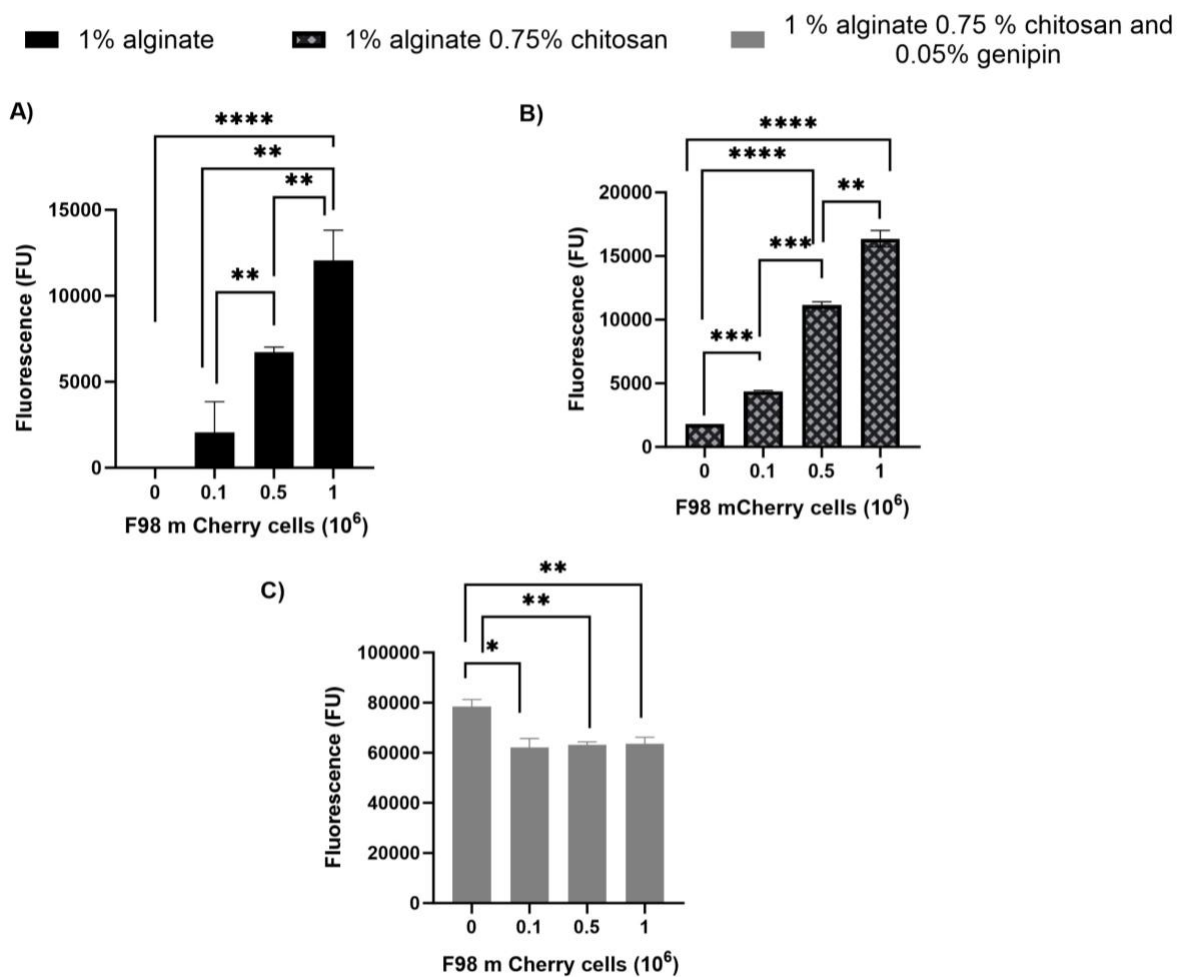 1% alginate
1% alginate 0.75% chitosan
1 % alginate 0.75 % chitosan and
0.05% genipin
A)
****
**
**
**
15000
10000
5000
0
Fluorescence (FU)
0 0.1 0.5 1
F98 m Cherry cells (10⁶)
B)
****
****
**
***
***
20000
15000
10000
5000
0
Fluorescence (FU)
0 0.1 0.5 1
F98 mCherry cells (10⁶)
C)
**
**
*
100000
80000
60000
40000
20000
0
Fluorescence (FU)
0 0.1 0.5 1
F98 m Cherry cells (10⁶)